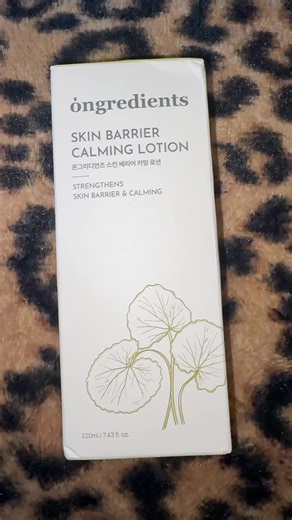 ongredients
SKIN BARRIER
CALMING LOTION
온그리디언츠 스킨 베리어 카밍 로션
STRENGTHENS
SKIN BARRIER & CALMING
220ml / 7.43 fl. oz.